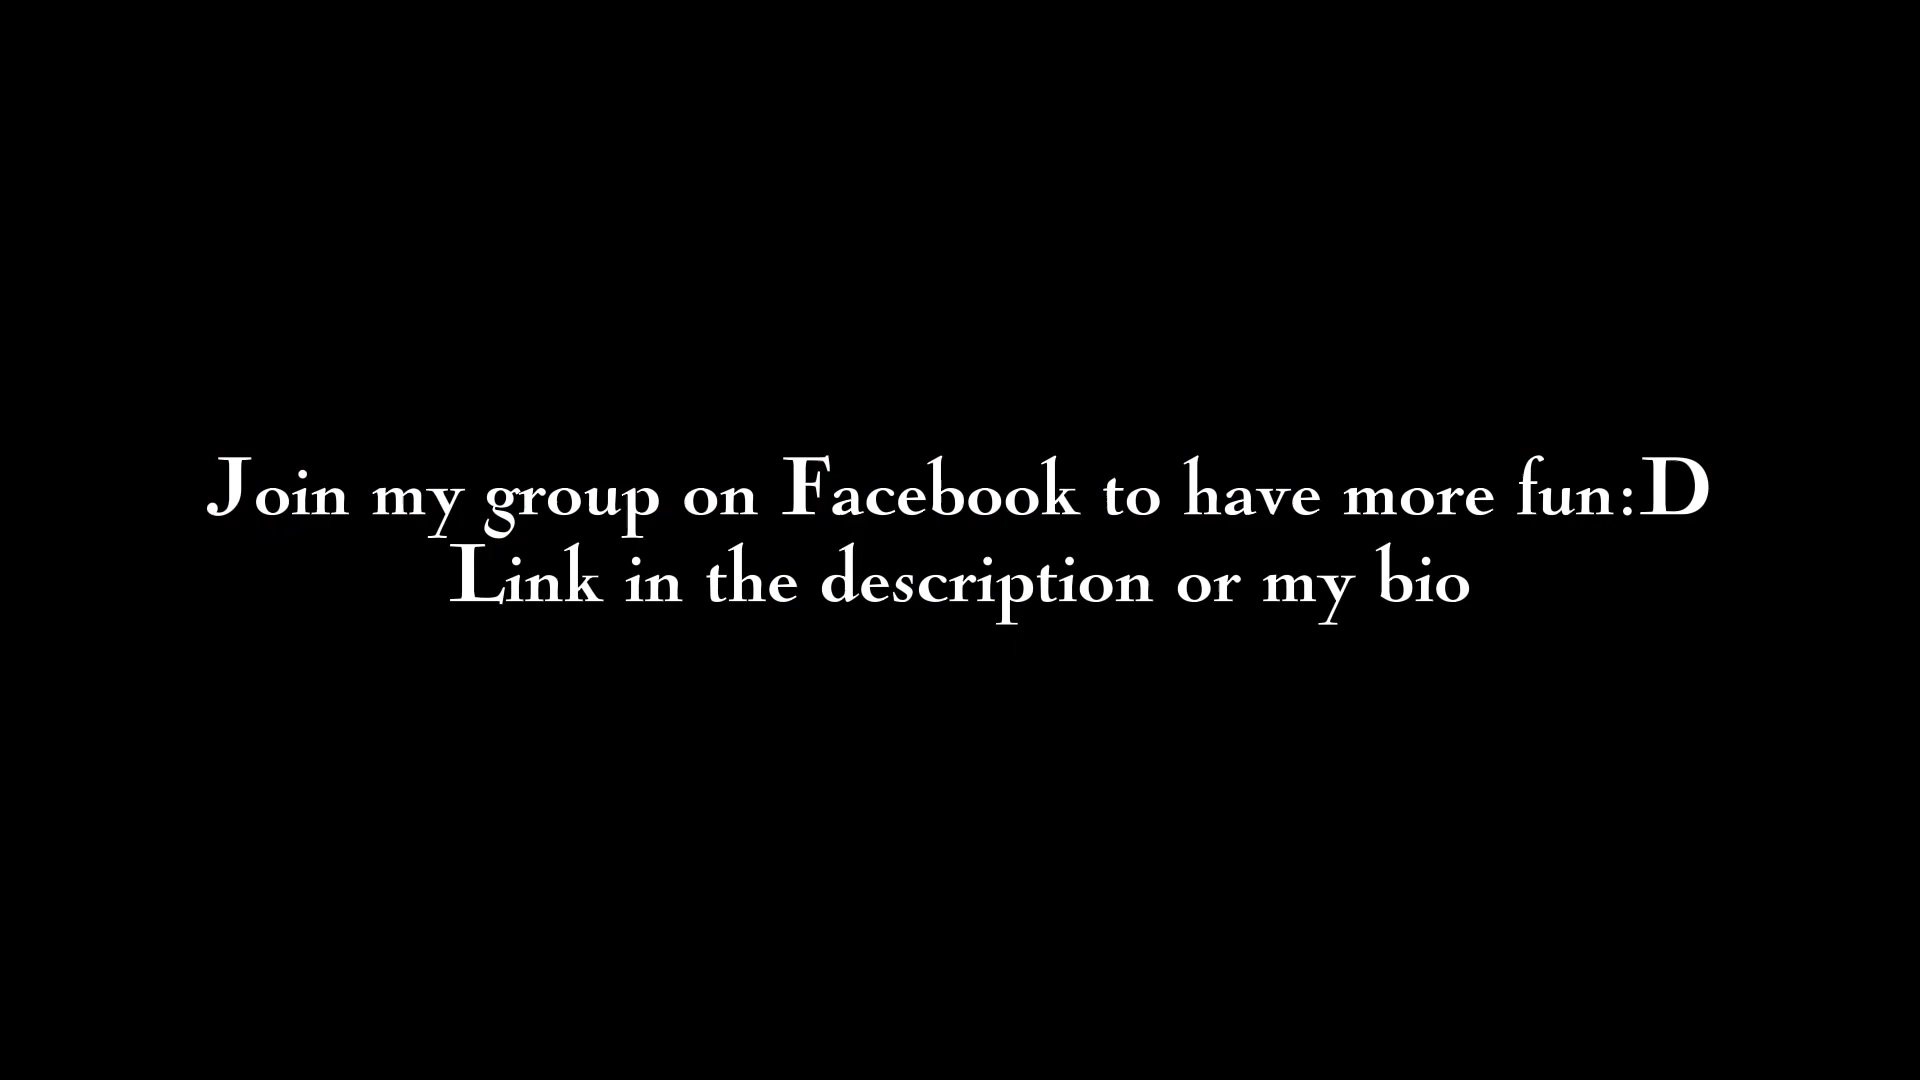 Join my group on Facebook to have more fun:D
Link in the description or my bio